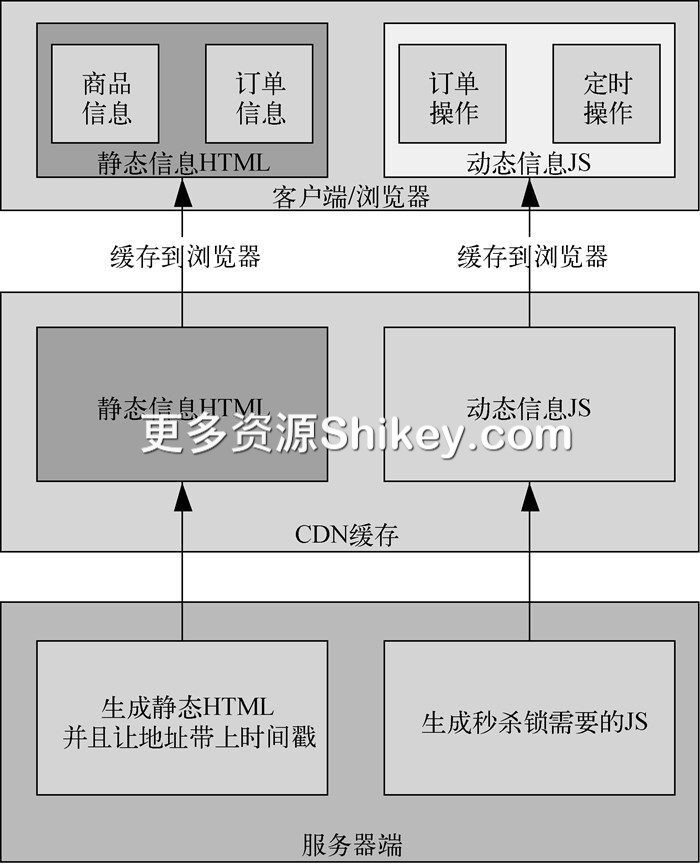 商品
信息
订单
信息
静态信息HTML
订单
操作
定时
操作
动态信息JS
客户端/浏览器
缓存到浏览器
缓存到浏览器
静态信息HTML
动态信息JS
更多资源Shikey.com
CDN缓存
生成静态HTML
并且让地址带上时间戳
生成秒杀锁需要的JS
服务器端